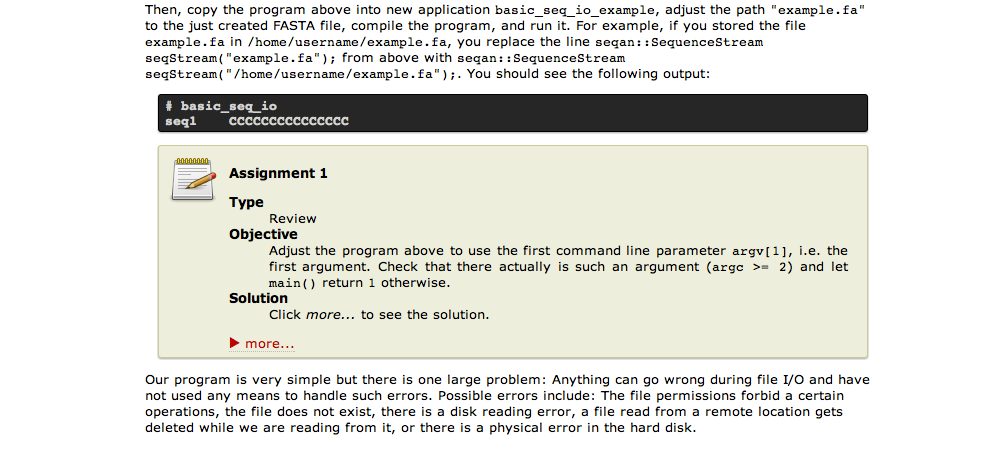 Then, copy the program above into new application basic_seq_io_example, adjust the path "example.fa"
to the just created FASTA file, compile the program, and run it. For example, if you stored the file
example.fa in /home/username/example.fa, you replace the line seqan::SequenceStream
seqStream("example.fa"); from above with seqan::SequenceStream
seqStream("/home/username/example.fa");. You should see the following output:
# basic_seq_io
seq1    CCCCCCCCCCCCCCC
Assignment 1
Type
Review
Objective
Adjust the program above to use the first command line parameter argv[1], i.e. the
first argument. Check that there actually is such an argument (argc >= 2) and let
main() return 1 otherwise.
Solution
Click more... to see the solution.
more...
Our program is very simple but there is one large problem: Anything can go wrong during file I/O and have
not used any means to handle such errors. Possible errors include: The file permissions forbid a certain
operations, the file does not exist, there is a disk reading error, a file read from a remote location gets
deleted while we are reading from it, or there is a physical error in the hard disk.